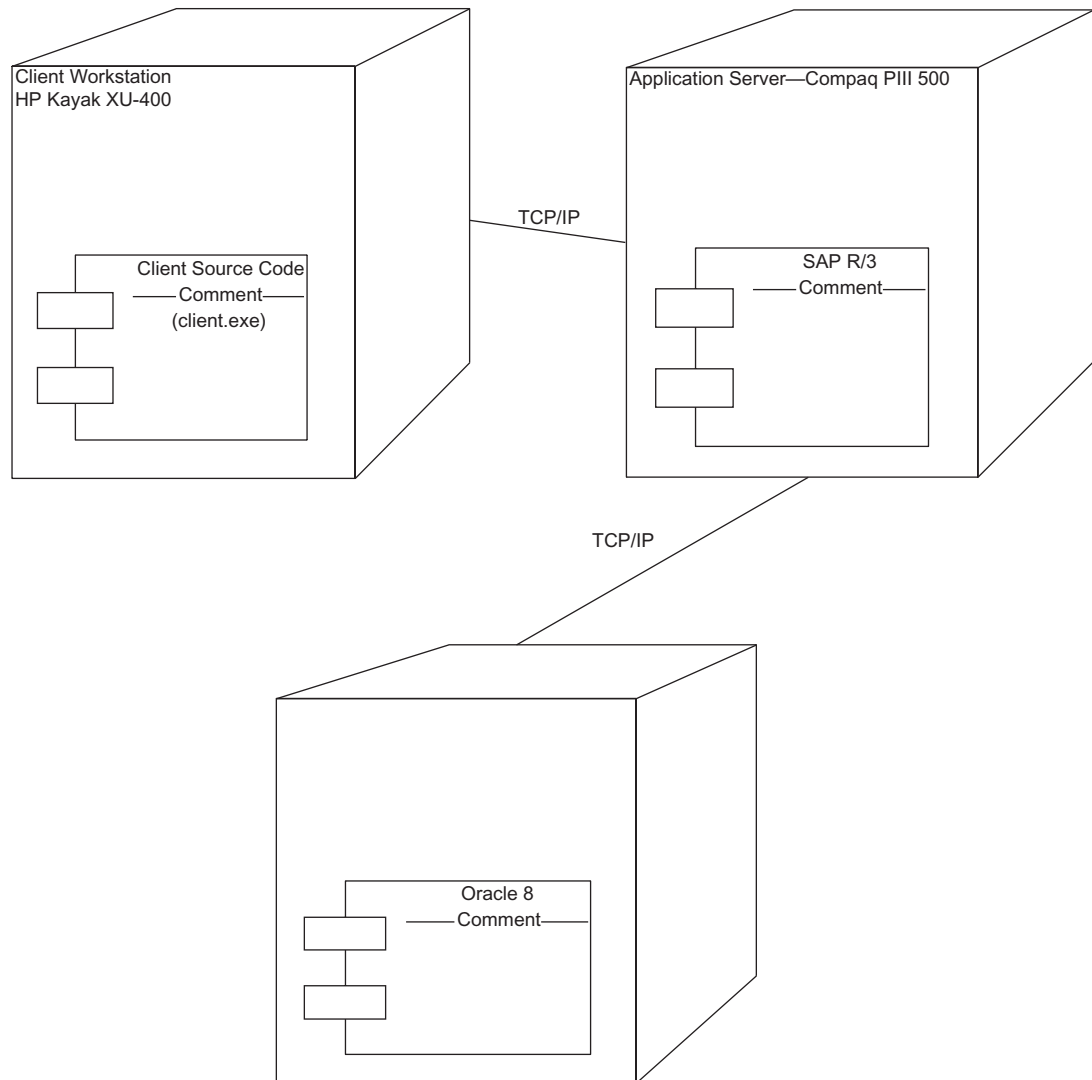 Client Workstation
HP Kayak XU-400
Application Server—Compaq PIII 500
TCP/IP
Client Source Code
Comment
(client.exe)
SAP R/3
Comment
TCP/IP
Oracle 8
Comment